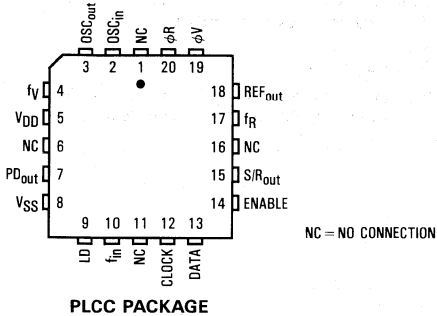 OSCout OSCin NC ϕR ϕV
3 2 1 20 19
fV 4 18 REFout
VDD 5 17 fR
NC 6 16 NC
PDout 7 15 S/Rout
VSS 8 14 ENABLE
9 10 11 12 13
LD fin NC CLOCK DATA
NC = NO CONNECTION
PLCC PACKAGE